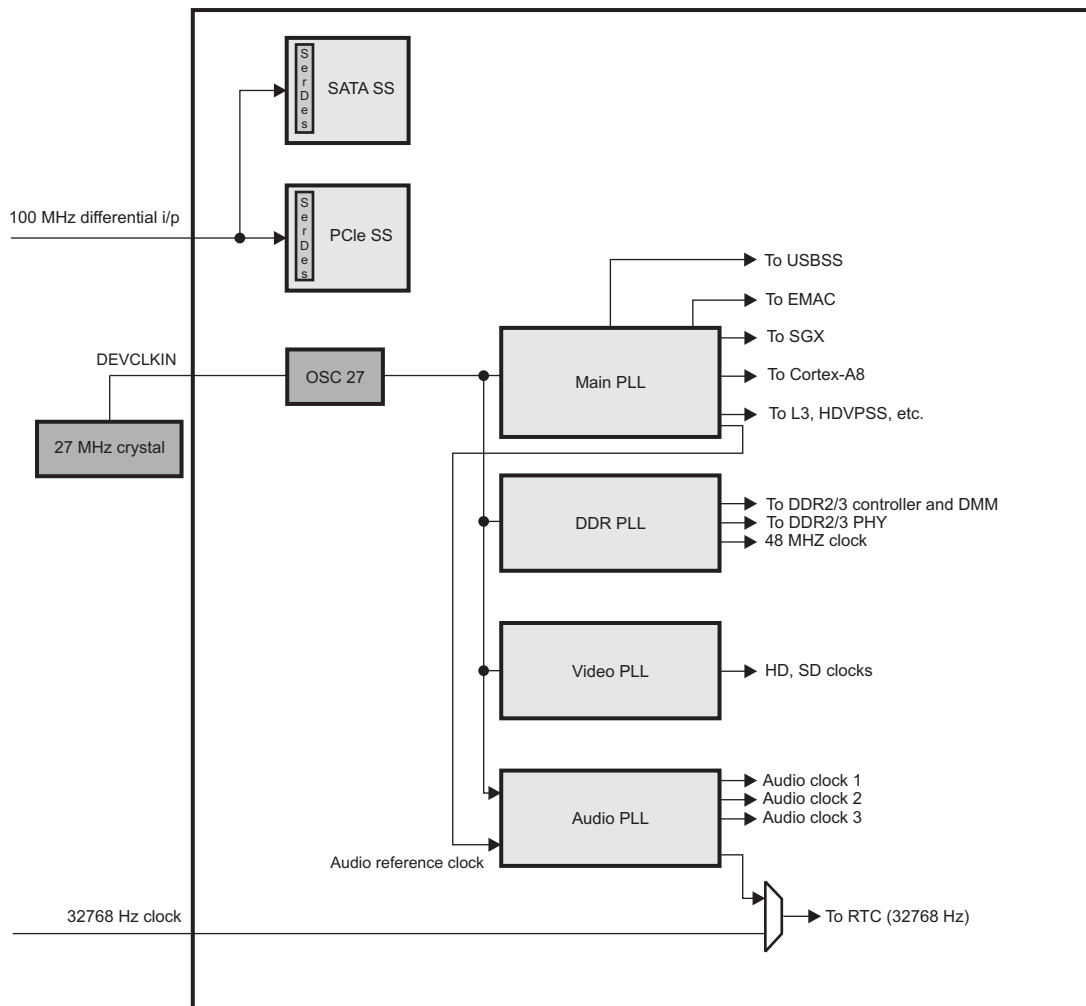 SerDes
SATA SS
SerDes
PCIe SS
100 MHz differential i/p
To USBSS
To EMAC
To SGX
To Cortex-A8
To L3, HDVPSS, etc.
DEVCLKIN
OSC 27
Main PLL
27 MHz crystal
DDR PLL
To DDR2/3 controller and DMM
To DDR2/3 PHY
48 MHZ clock
Video PLL
HD, SD clocks
Audio PLL
Audio clock 1
Audio clock 2
Audio clock 3
Audio reference clock
32768 Hz clock
To RTC (32768 Hz)